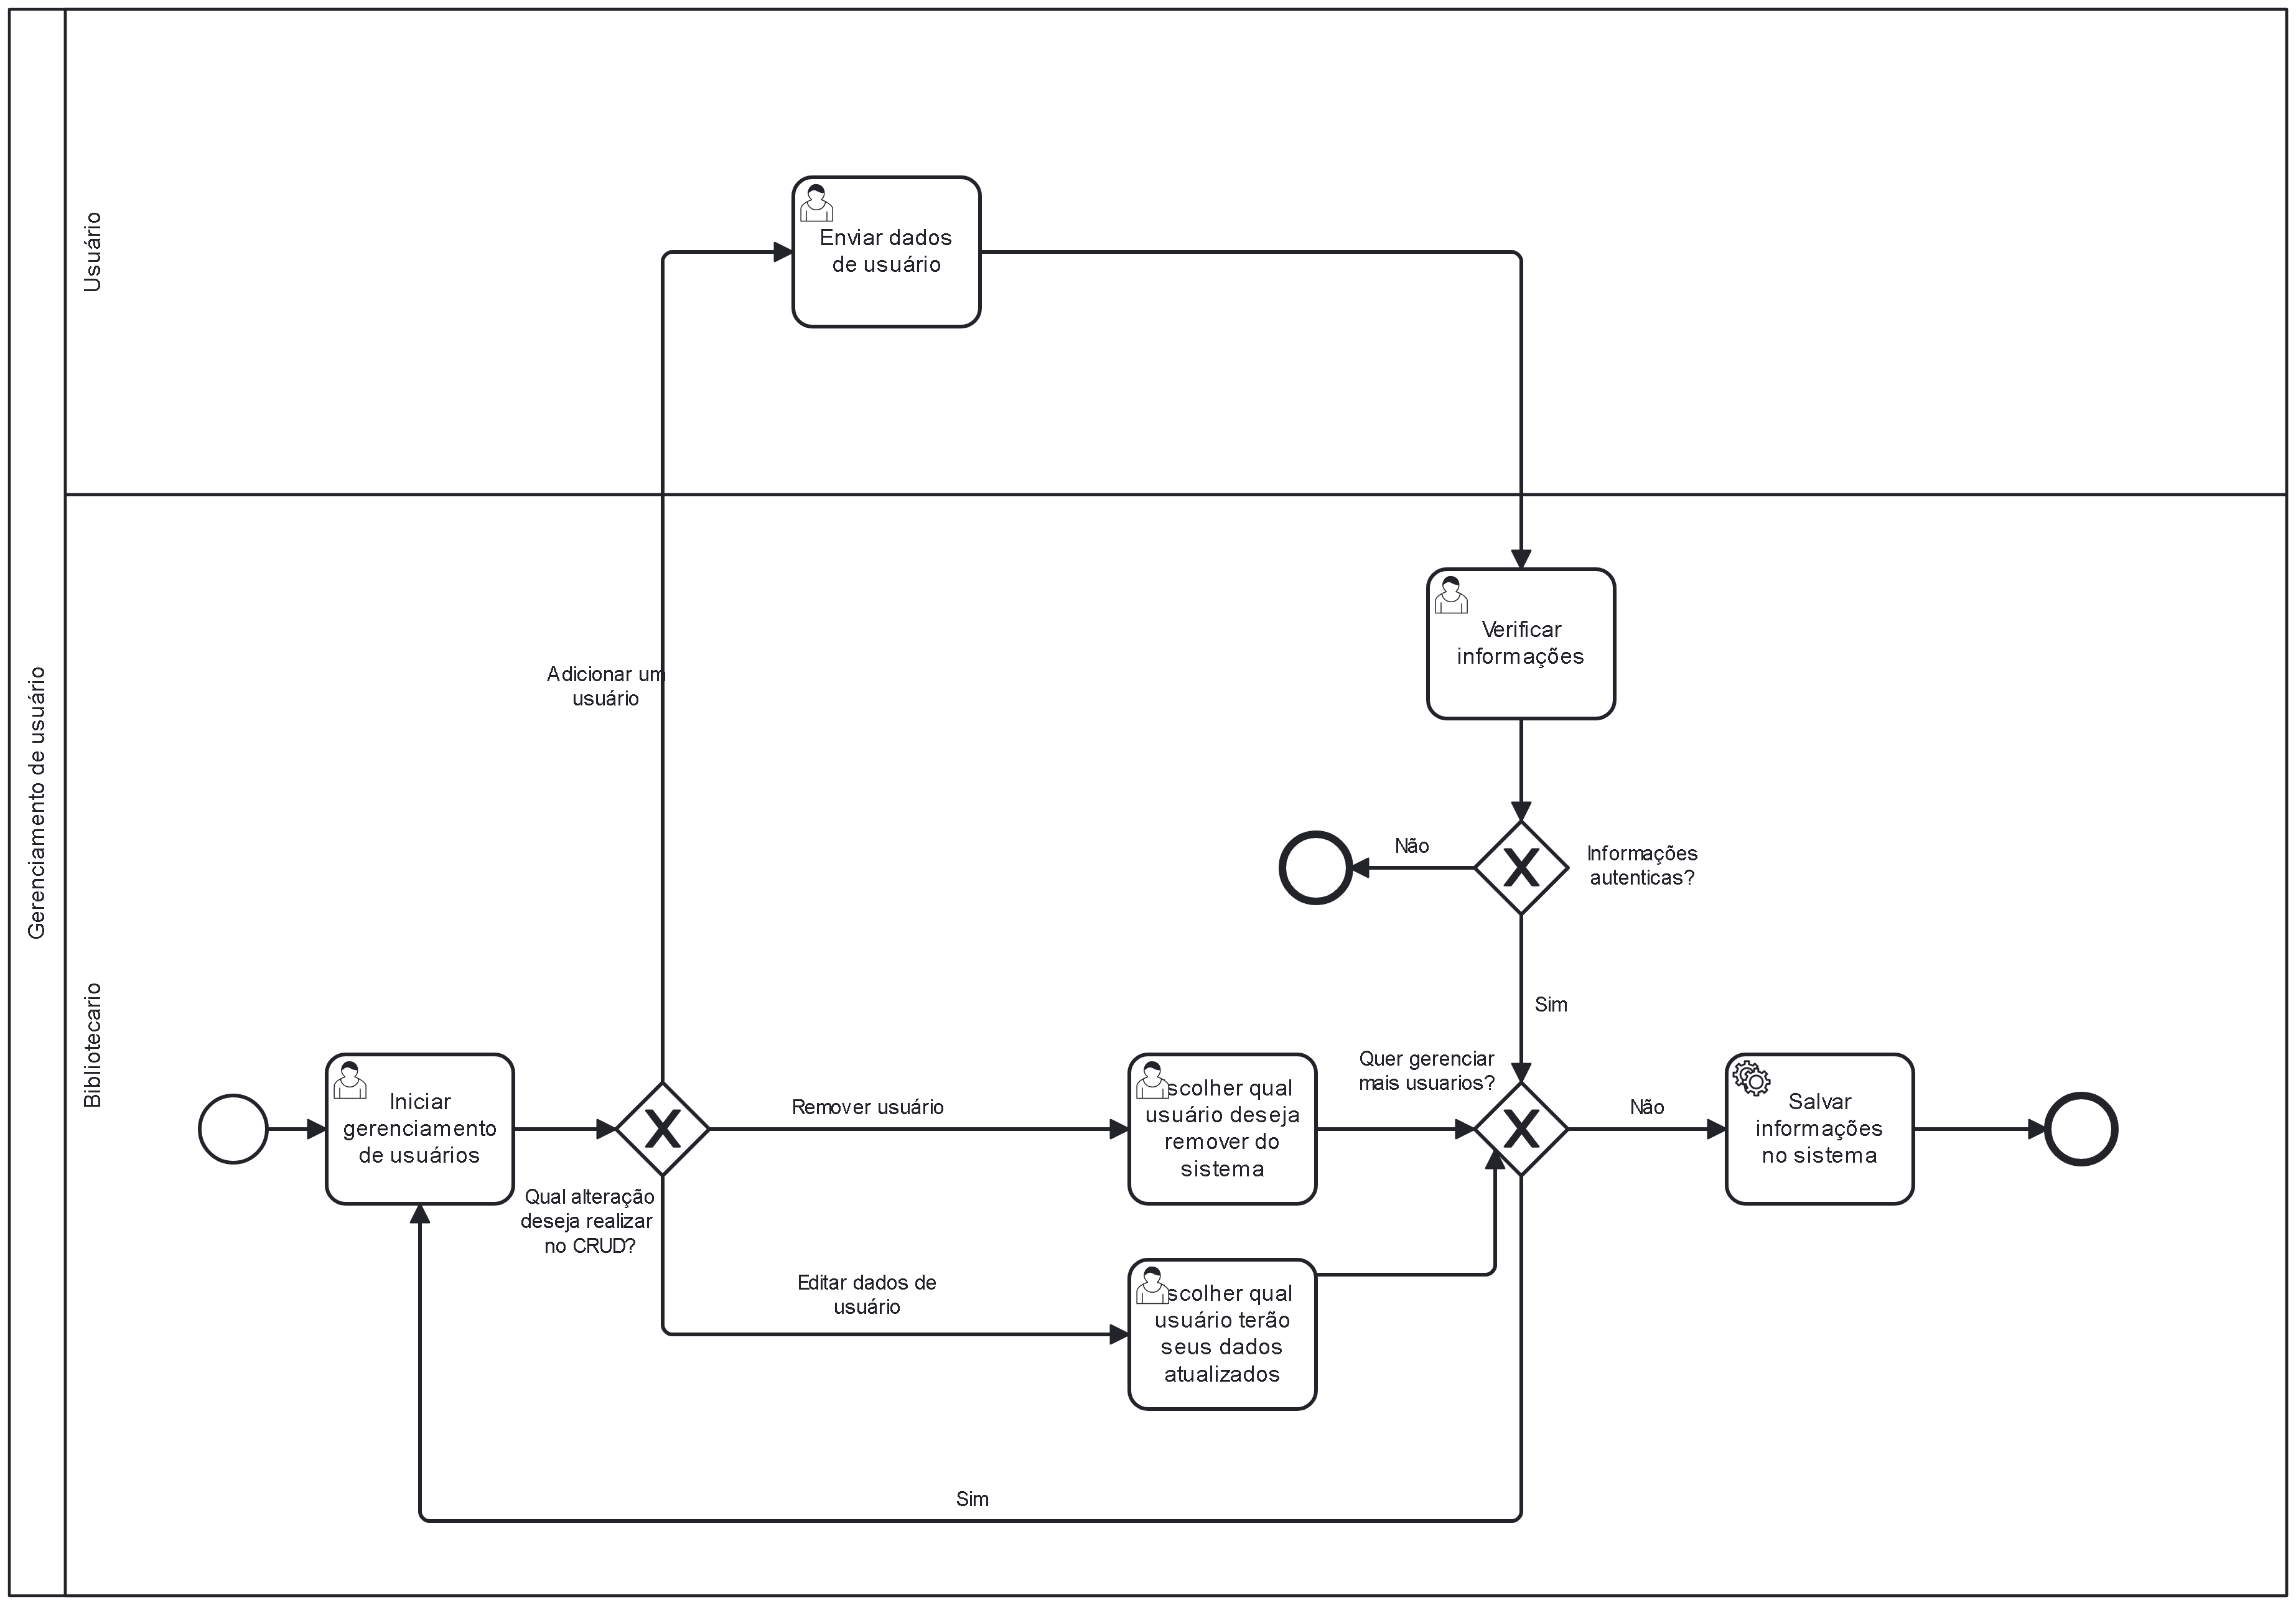 Gerenciamento de usuário
Usuário
Enviar dados
de usuário
Bibliotecario
Adicionar um
usuário
Verificar
informações
Não
Informações
autenticas?
Sim
Iniciar
gerenciamento
de usuários
Qual alteração
deseja realizar
no CRUD?
Remover usuário
scolher qual
usuário deseja
remover do
sistema
Quer gerenciar
mais usuarios?
Não
Salvar
informações
no sistema
Editar dados de
usuário
scolher qual
usuário terão
seus dados
atualizados
Sim